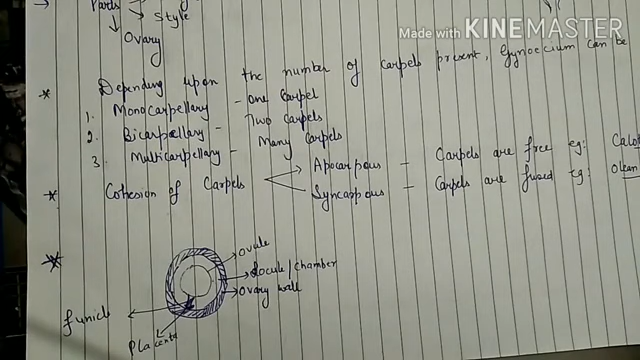 Made with KINEMASTER
→ Parts → Style
↓
Ovary
* Depending upon the number of carpels present, Gynoecium can be
1. Monocarpellary - one carpel
2. Bicarpellary - Two carpels
3. Multicarpellary - Many carpels
* Cohesion of Carpels → Apocarpous - Carpels are free eg:
→ Syncarpous - Carpels are fused eg:
*
→ ovule
→ Locule/chamber
→ Ovary wall
funicle
Placenta